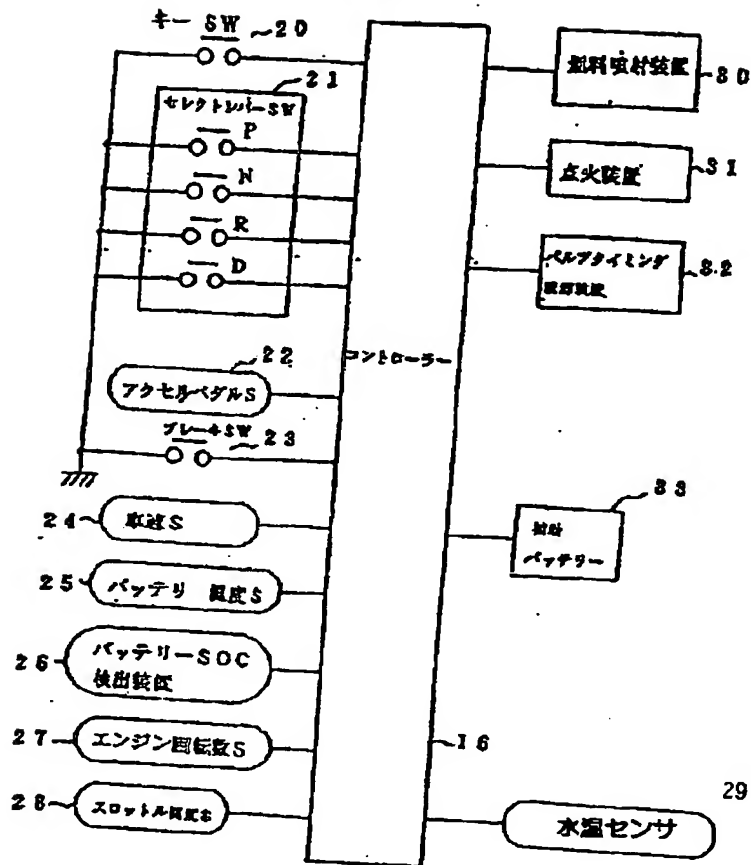 キー SW 20
21
セレクトレバーSW
P
N
R
D
22
アクセルペダルS
ブレーキSW
23
24 車速S
25 バッテリ 温度S
26 バッテリーSOC
検出装置
27 エンジン回転数S
28 スロットル開度S
コントローラー
16
燃料噴射装置
30
点火装置
31
バルブタイミング
装置
32
33
補助
バッテリー
29
水温センサ